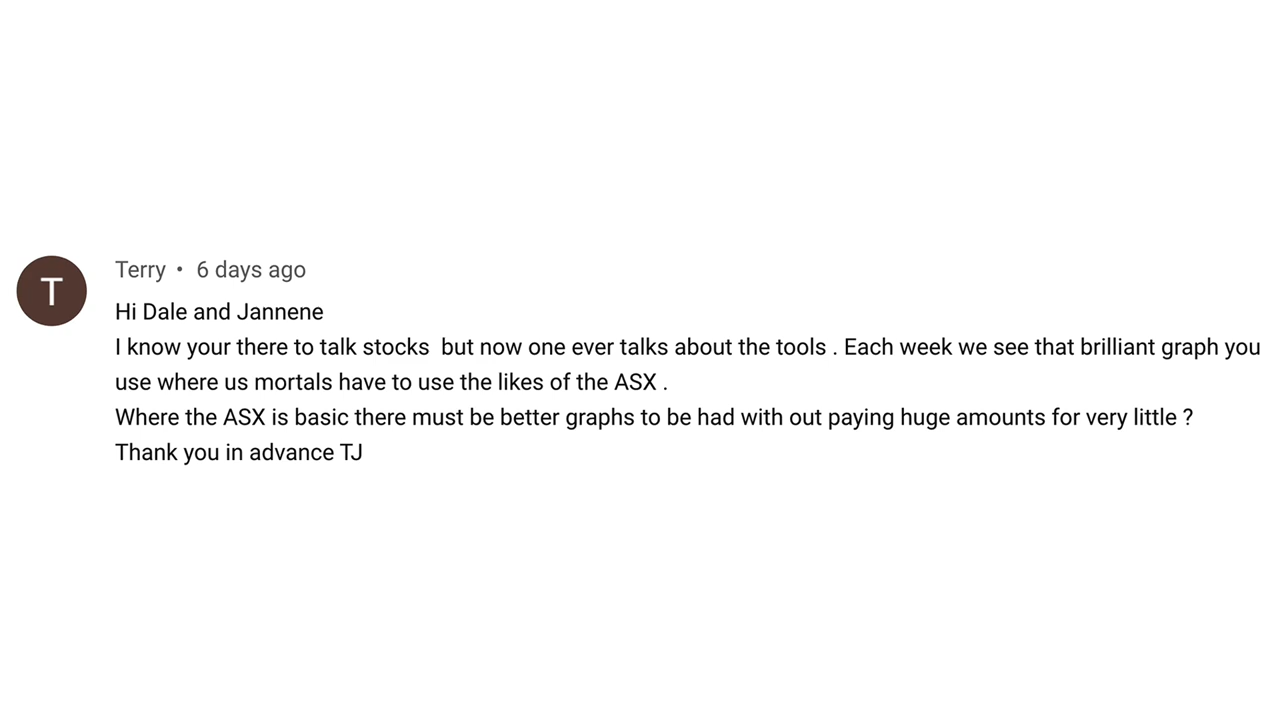 T
Terry • 6 days ago
Hi Dale and Jannene
I know your there to talk stocks  but now one ever talks about the tools . Each week we see that brilliant graph you
use where us mortals have to use the likes of the ASX .
Where the ASX is basic there must be better graphs to be had with out paying huge amounts for very little ?
Thank you in advance TJ